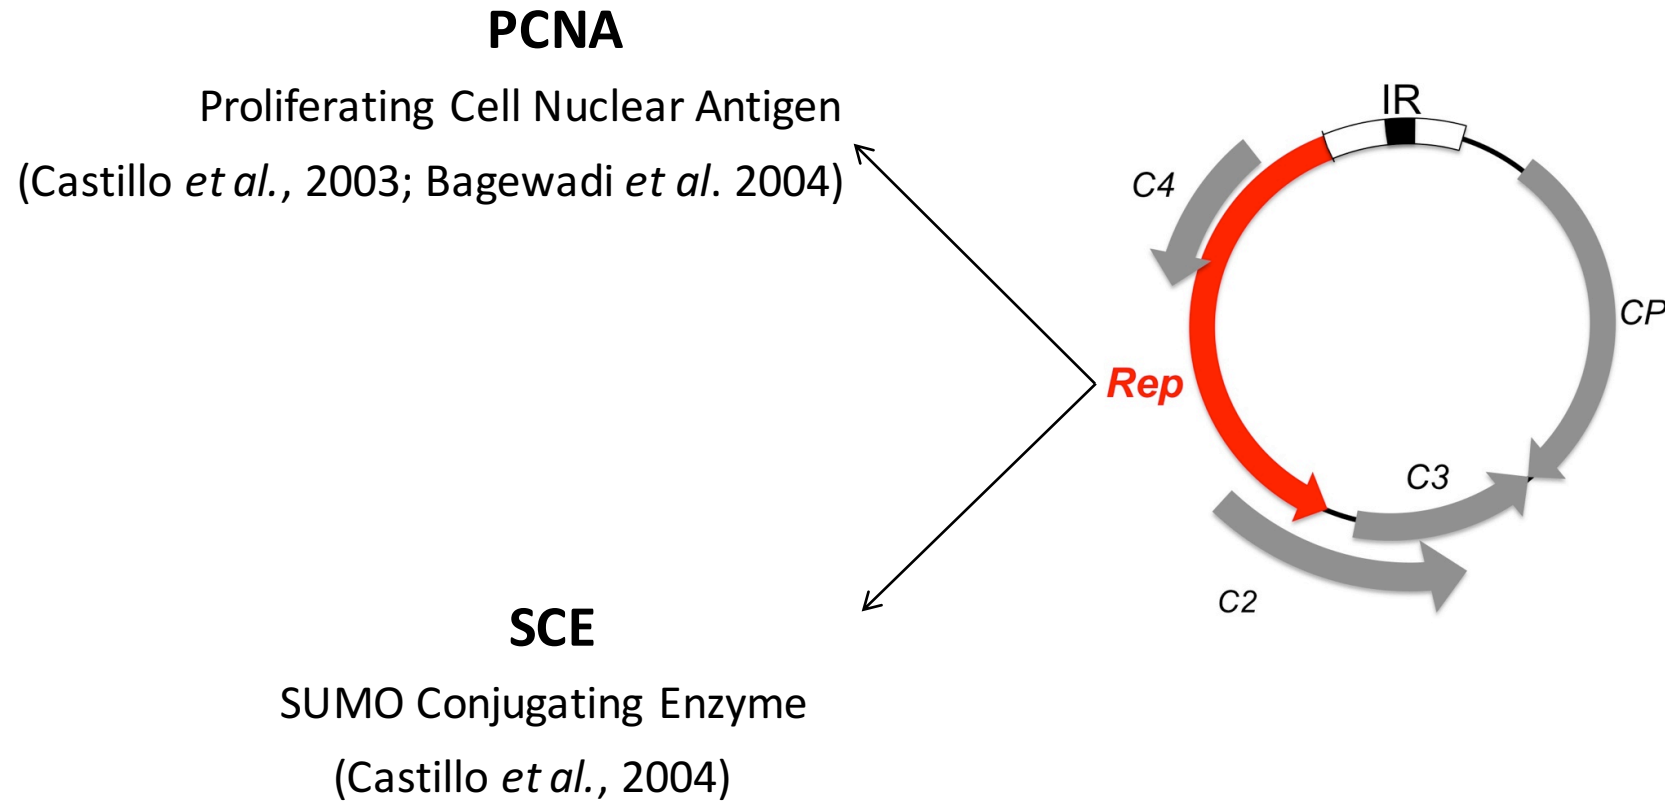 PCNA
Proliferating Cell Nuclear Antigen
(Castillo et al., 2003; Bagewadi et al. 2004)
IR
C4
CP
Rep
C3
C2
SCE
SUMO Conjugating Enzyme
(Castillo et al., 2004)